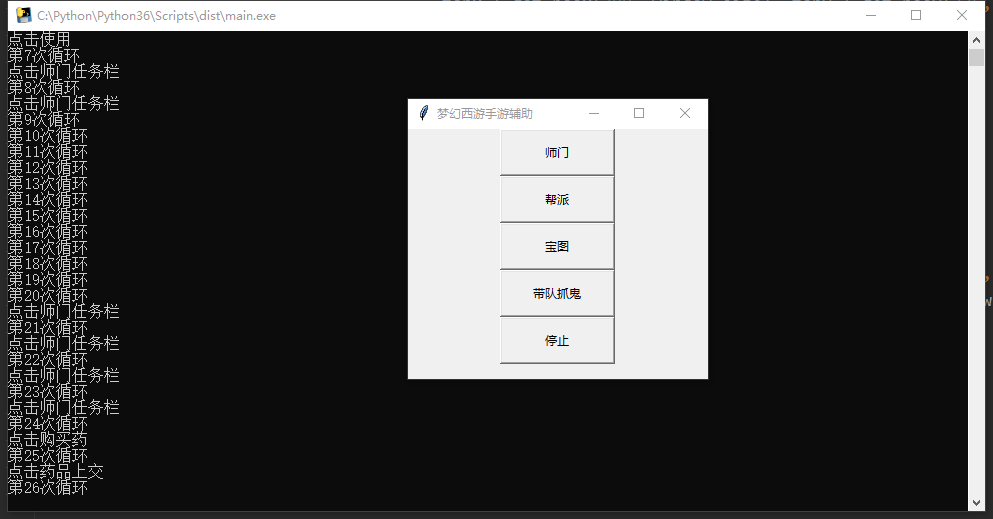 C:\Python\Python36\Scripts\dist\main.exe
点击使用
第7次循环
点击师门任务栏
第8次循环
点击师门任务栏
第9次循环
第10次循环
第11次循环
第12次循环
第13次循环
第14次循环
第15次循环
第16次循环
第17次循环
第18次循环
第19次循环
第20次循环
点击师门任务栏
第21次循环
点击师门任务栏
第22次循环
点击师门任务栏
第23次循环
点击师门任务栏
第24次循环
点击购买药
第25次循环
点击药品上交
第26次循环
梦幻西游手游辅助
师门
帮派
宝图
带队抓鬼
停止